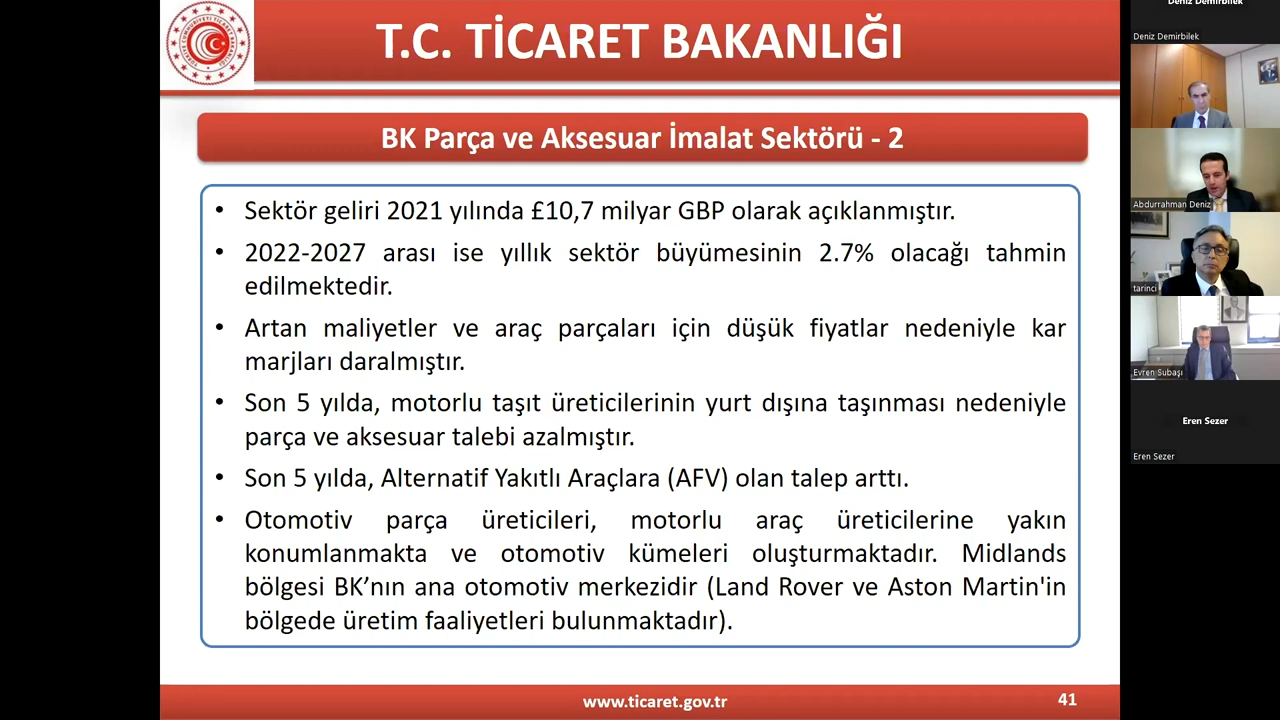 T.C. TİCARET BAKANLIĞI
BK Parça ve Aksesuar İmalat Sektörü - 2
• Sektör geliri 2021 yılında £10,7 milyar GBP olarak açıklanmıştır.
• 2022-2027 arası ise yıllık sektör büyümesinin 2.7% olacağı tahmin
edilmektedir.
• Artan maliyetler ve araç parçaları için düşük fiyatlar nedeniyle kar
marjları daralmıştır.
• Son 5 yılda, motorlu taşıt üreticilerinin yurt dışına taşınması nedeniyle
parça ve aksesuar talebi azalmıştır.
• Son 5 yılda, Alternatif Yakıtlı Araçlara (AFV) olan talep arttı.
• Otomotiv parça üreticileri, motorlu araç üreticilerine yakın
konumlanmakta ve otomotiv kümeleri oluşturmaktadır. Midlands
bölgesi BK’nın ana otomotiv merkezidir (Land Rover ve Aston Martin'in
bölgede üretim faaliyetleri bulunmaktadır).
www.ticaret.gov.tr
41
Deniz Demirbilek
Deniz Demirbilek
Abdurrahman Deniz
tarinci
Evren Subaşı
Eren Sezer
Eren Sezer